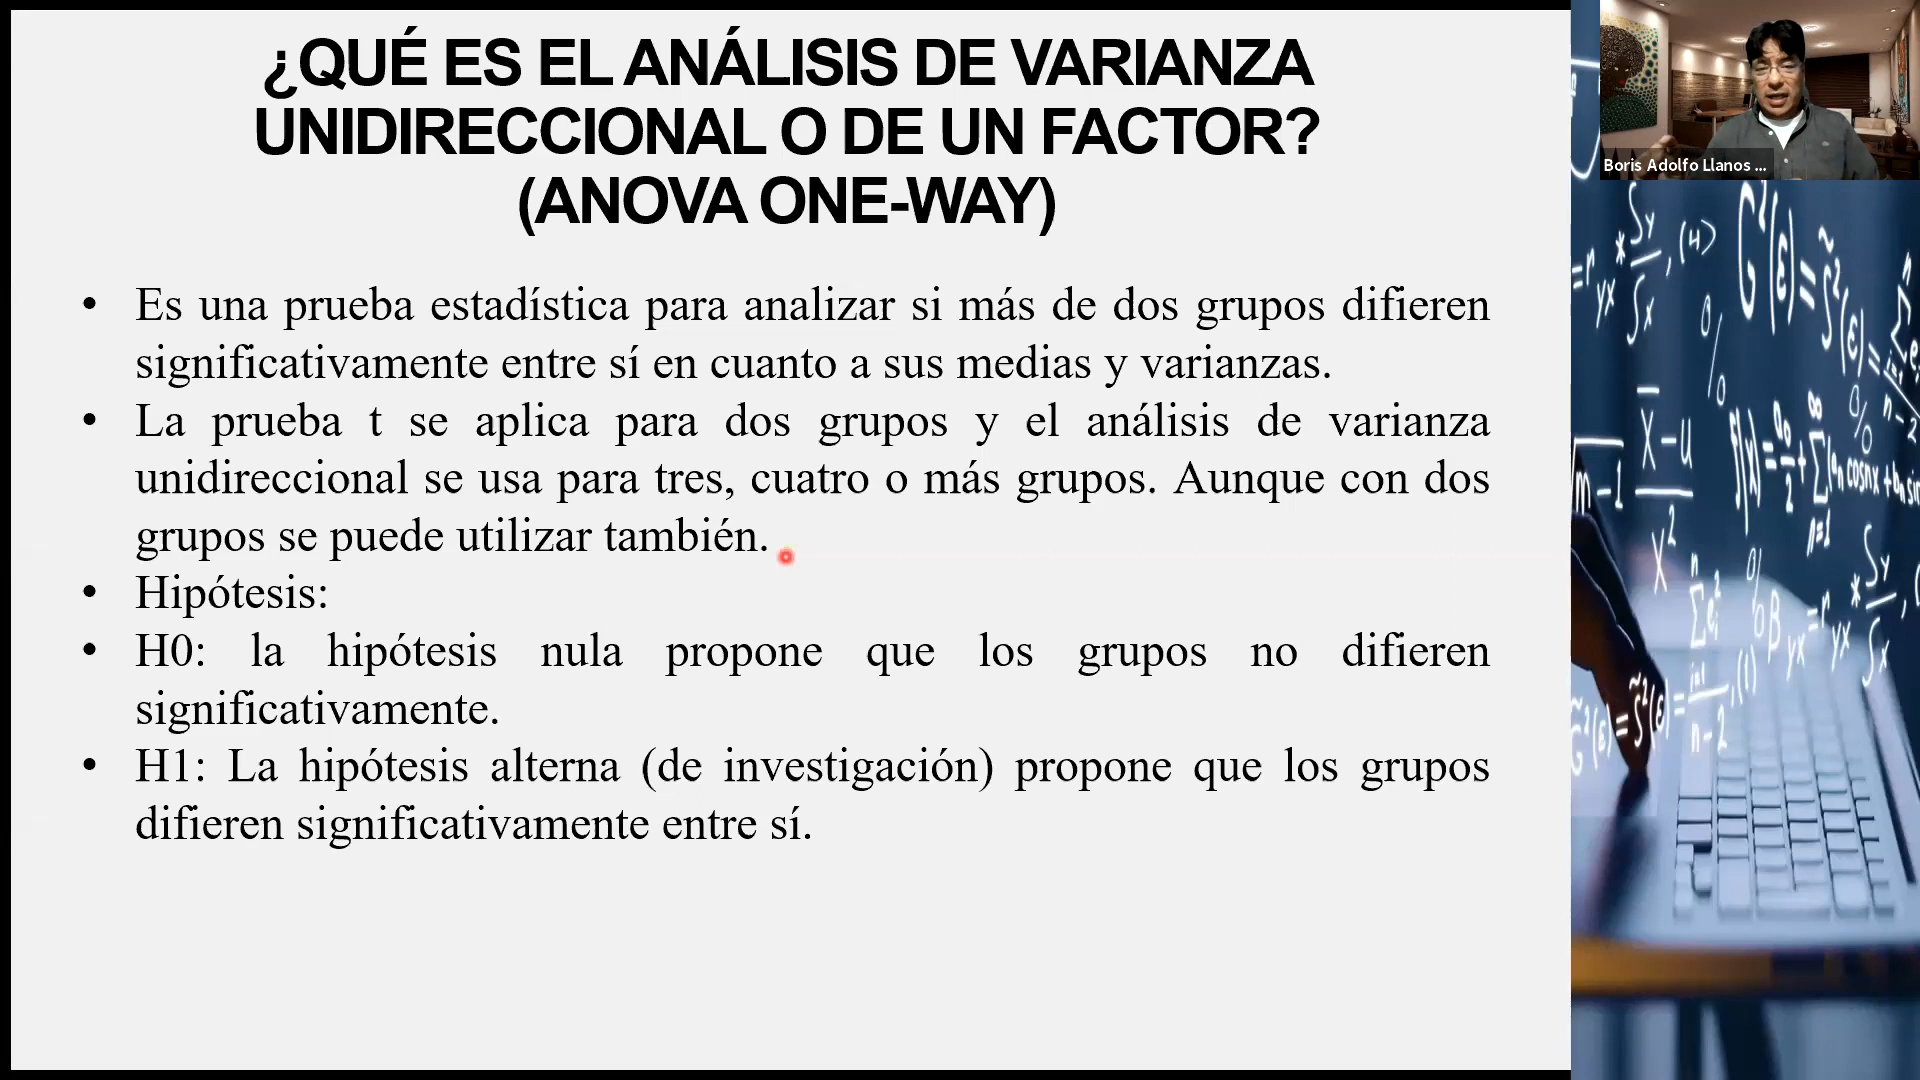 ¿QUÉ ES EL ANÁLISIS DE VARIANZA
UNIDIRECCIONAL O DE UN FACTOR?
(ANOVA ONE-WAY)
• Es una prueba estadística para analizar si más de dos grupos difieren
significativamente entre sí en cuanto a sus medias y varianzas.
• La prueba t se aplica para dos grupos y el análisis de varianza
unidireccional se usa para tres, cuatro o más grupos. Aunque con dos
grupos se puede utilizar también.
• Hipótesis:
• H0: la hipótesis nula propone que los grupos no difieren
significativamente.
• H1: La hipótesis alterna (de investigación) propone que los grupos
difieren significativamente entre sí.
Boris Adolfo Llanos ...